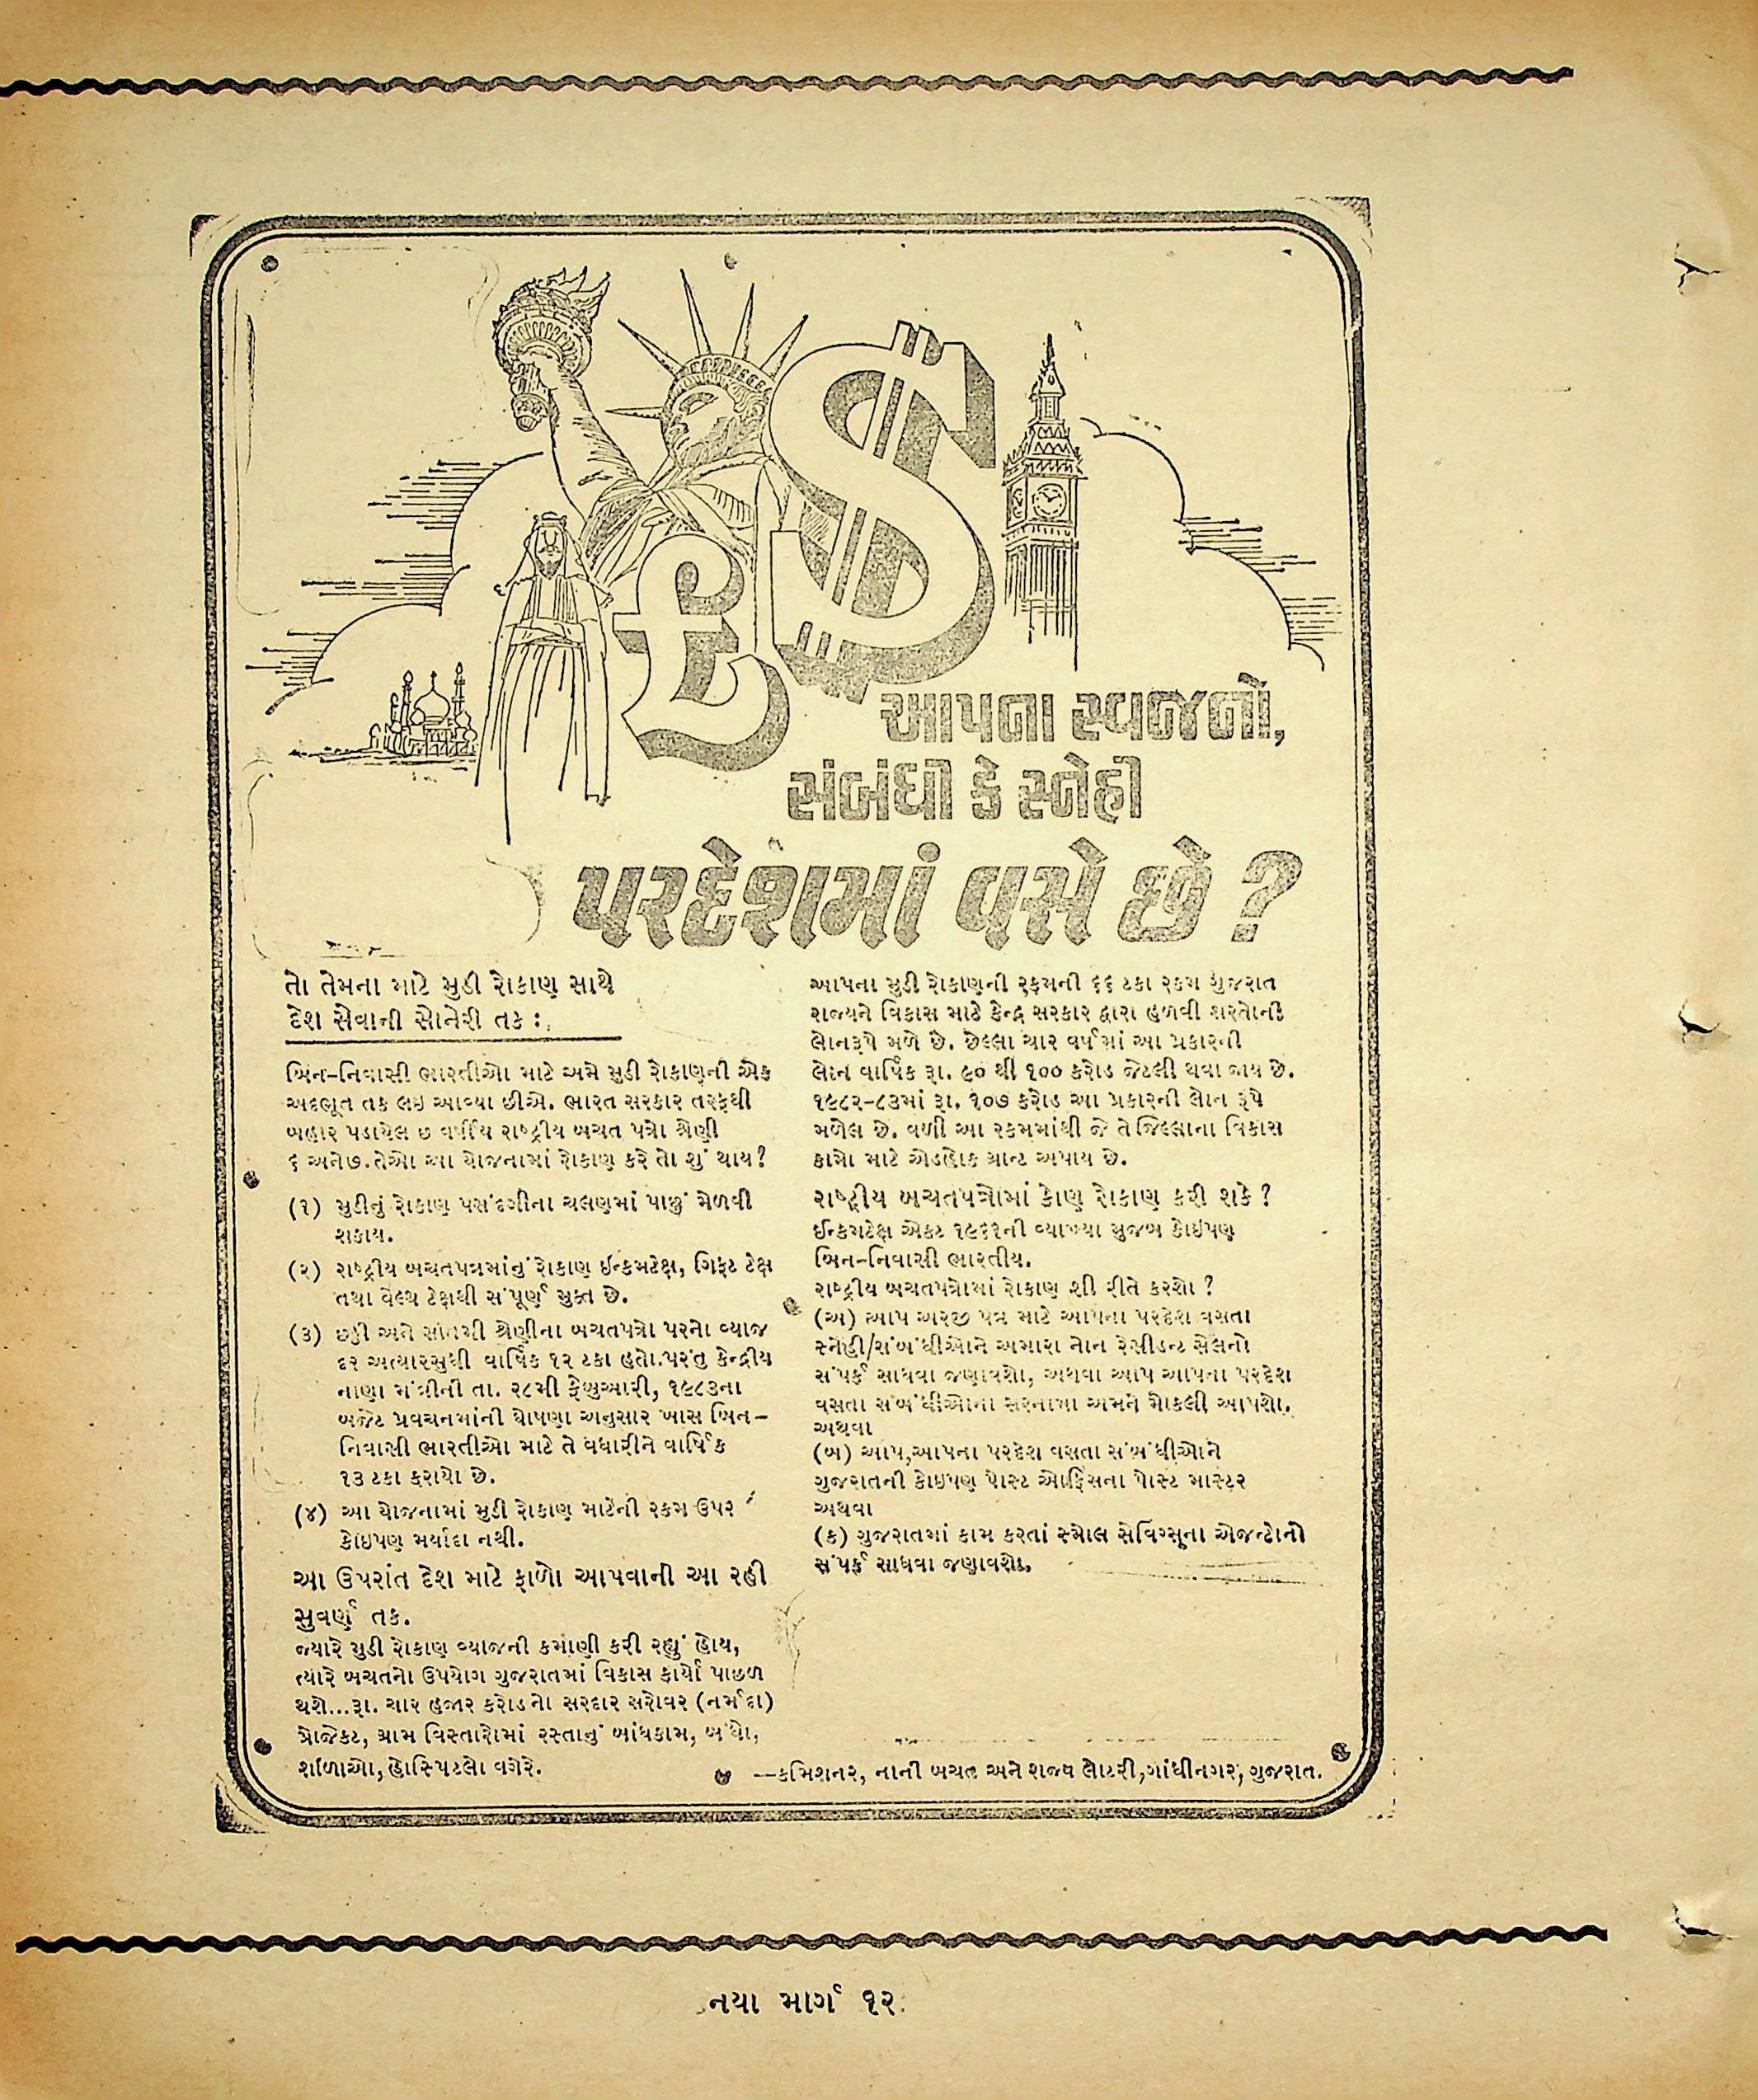 £ $
આપના સ્વજનો,
સંબંધી કે સ્નેહી
પરદેશમાં વસે છે ?
તો તેમના માટે મુડી રોકાણ સાથે
દેશ સેવાની સોનેરી તક :
બિન-નિવાસી ભારતીઓ માટે અમે મુડી રોકાણની એક
અદભૂત તક લઇ આવ્યા છીએ. ભારત સરકાર તરફથી
બહાર પડાયેલ છ વર્ષીય રાષ્ટ્રીય બચત પત્રો શ્રેણી
૬ અને ૭. તેઓ આ યોજનામાં રોકાણ કરે તો શું થાય?
(૧) મુડીનું રોકાણ પસંદગીના ચલણમાં પાછું મેળવી
શકાય.
(૨) રાષ્ટ્રીય બચતપત્રમાંનું રોકાણ ઈન્કમટેક્ષ, ગિફ્ટ ટેક્ષ
તથા વેલ્થ ટેક્ષથી સંપૂર્ણ મુક્ત છે.
(૩) છઠ્ઠી અને સાતમી શ્રેણીના બચતપત્રો પરનો વ્યાજ
દર અત્યારસુધી વાર્ષિક ૧૨ ટકા હતો. પરંતુ કેન્દ્રીય
નાણા મંત્રીની તા. ૨૮મી ફેબ્રુઆરી, ૧૯૮૩ના
બજેટ પ્રવચનમાંની ઘોષણા અનુસાર ખાસ બિન-
નિવાસી ભારતીઓ માટે તે વધારીને વાર્ષિક
૧૩ ટકા કરાયો છે.
(૪) આ યોજનામાં મુડી રોકાણ માટેની રકમ ઉપર
કોઇપણ મર્યાદા નથી.
આ ઉપરાંત દેશ માટે ફાળો આપવાની આ રહી
સુવર્ણ તક.
જ્યારે મુડી રોકાણ વ્યાજની કમાણી કરી રહ્યું હોય,
ત્યારે બચતનો ઉપયોગ ગુજરાતમાં વિકાસ કાર્યો પાછળ
થશે...રૂા. ચાર હજાર કરોડનો સરદાર સરોવર (નર્મદા)
પ્રોજેક્ટ, ગ્રામ વિસ્તારોમાં રસ્તાનું બાંધકામ, બંધો,
શાળાઓ, હોસ્પિટલો વગેરે.
આપના મુડી રોકાણની રકમની ૬૬ ટકા રકમ ગુજરાત
રાજ્યને વિકાસ માટે કેન્દ્ર સરકાર દ્વારા હળવી શરતોની
લોનરૂપે મળે છે. છેલ્લા ચાર વર્ષમાં આ પ્રકારની
લોન વાર્ષિક રૂા. ૯૦ થી ૧૦૦ કરોડ જેટલી થવા જાય છે.
૧૯૮૨-૮૩માં રૂા. ૧૦૭ કરોડ આ પ્રકારની લોન રૂપે
મળેલ છે. વળી આ રકમમાંથી જે તે જિલ્લાના વિકાસ
કામો માટે એડહોક ગ્રાન્ટ અપાય છે.
રાષ્ટ્રીય બચતપત્રોમાં કોણ રોકાણ કરી શકે ?
ઈન્કમટેક્ષ એકટ ૧૯૬૧ની વ્યાખ્યા મુજબ કોઇપણ
બિન-નિવાસી ભારતીય.
રાષ્ટ્રીય બચતપત્રોમાં રોકાણ શી રીતે કરશો ?
(અ) આપ અરજી પત્ર માટે આપના પરદેશ વસતા
સ્નેહી/સંબંધીઓને અમારા નોન રેસીડન્ટ સેલનો
સંપર્ક સાધવા જણાવશો, અથવા આપ આપના પરદેશ
વસતા સંબંધીઓના સરનામા અમને મોકલી આપશો.
અથવા
(બ) આપ,આપના પરદેશ વસતા સંબંધીઓને
ગુજરાતની કોઇપણ પોસ્ટ ઓફિસના પોસ્ટ માસ્ટર
અથવા
(ક) ગુજરાતમાં કામ કરતાં સ્મોલ સેવિંગ્સના એજન્ટોનો
સંપર્ક સાધવા જણાવશો.
—કમિશનર, નાની બચત અને રાજ્ય લોટરી,ગાંધીનગર, ગુજરાત.
નયા માર્ગ ૧૨